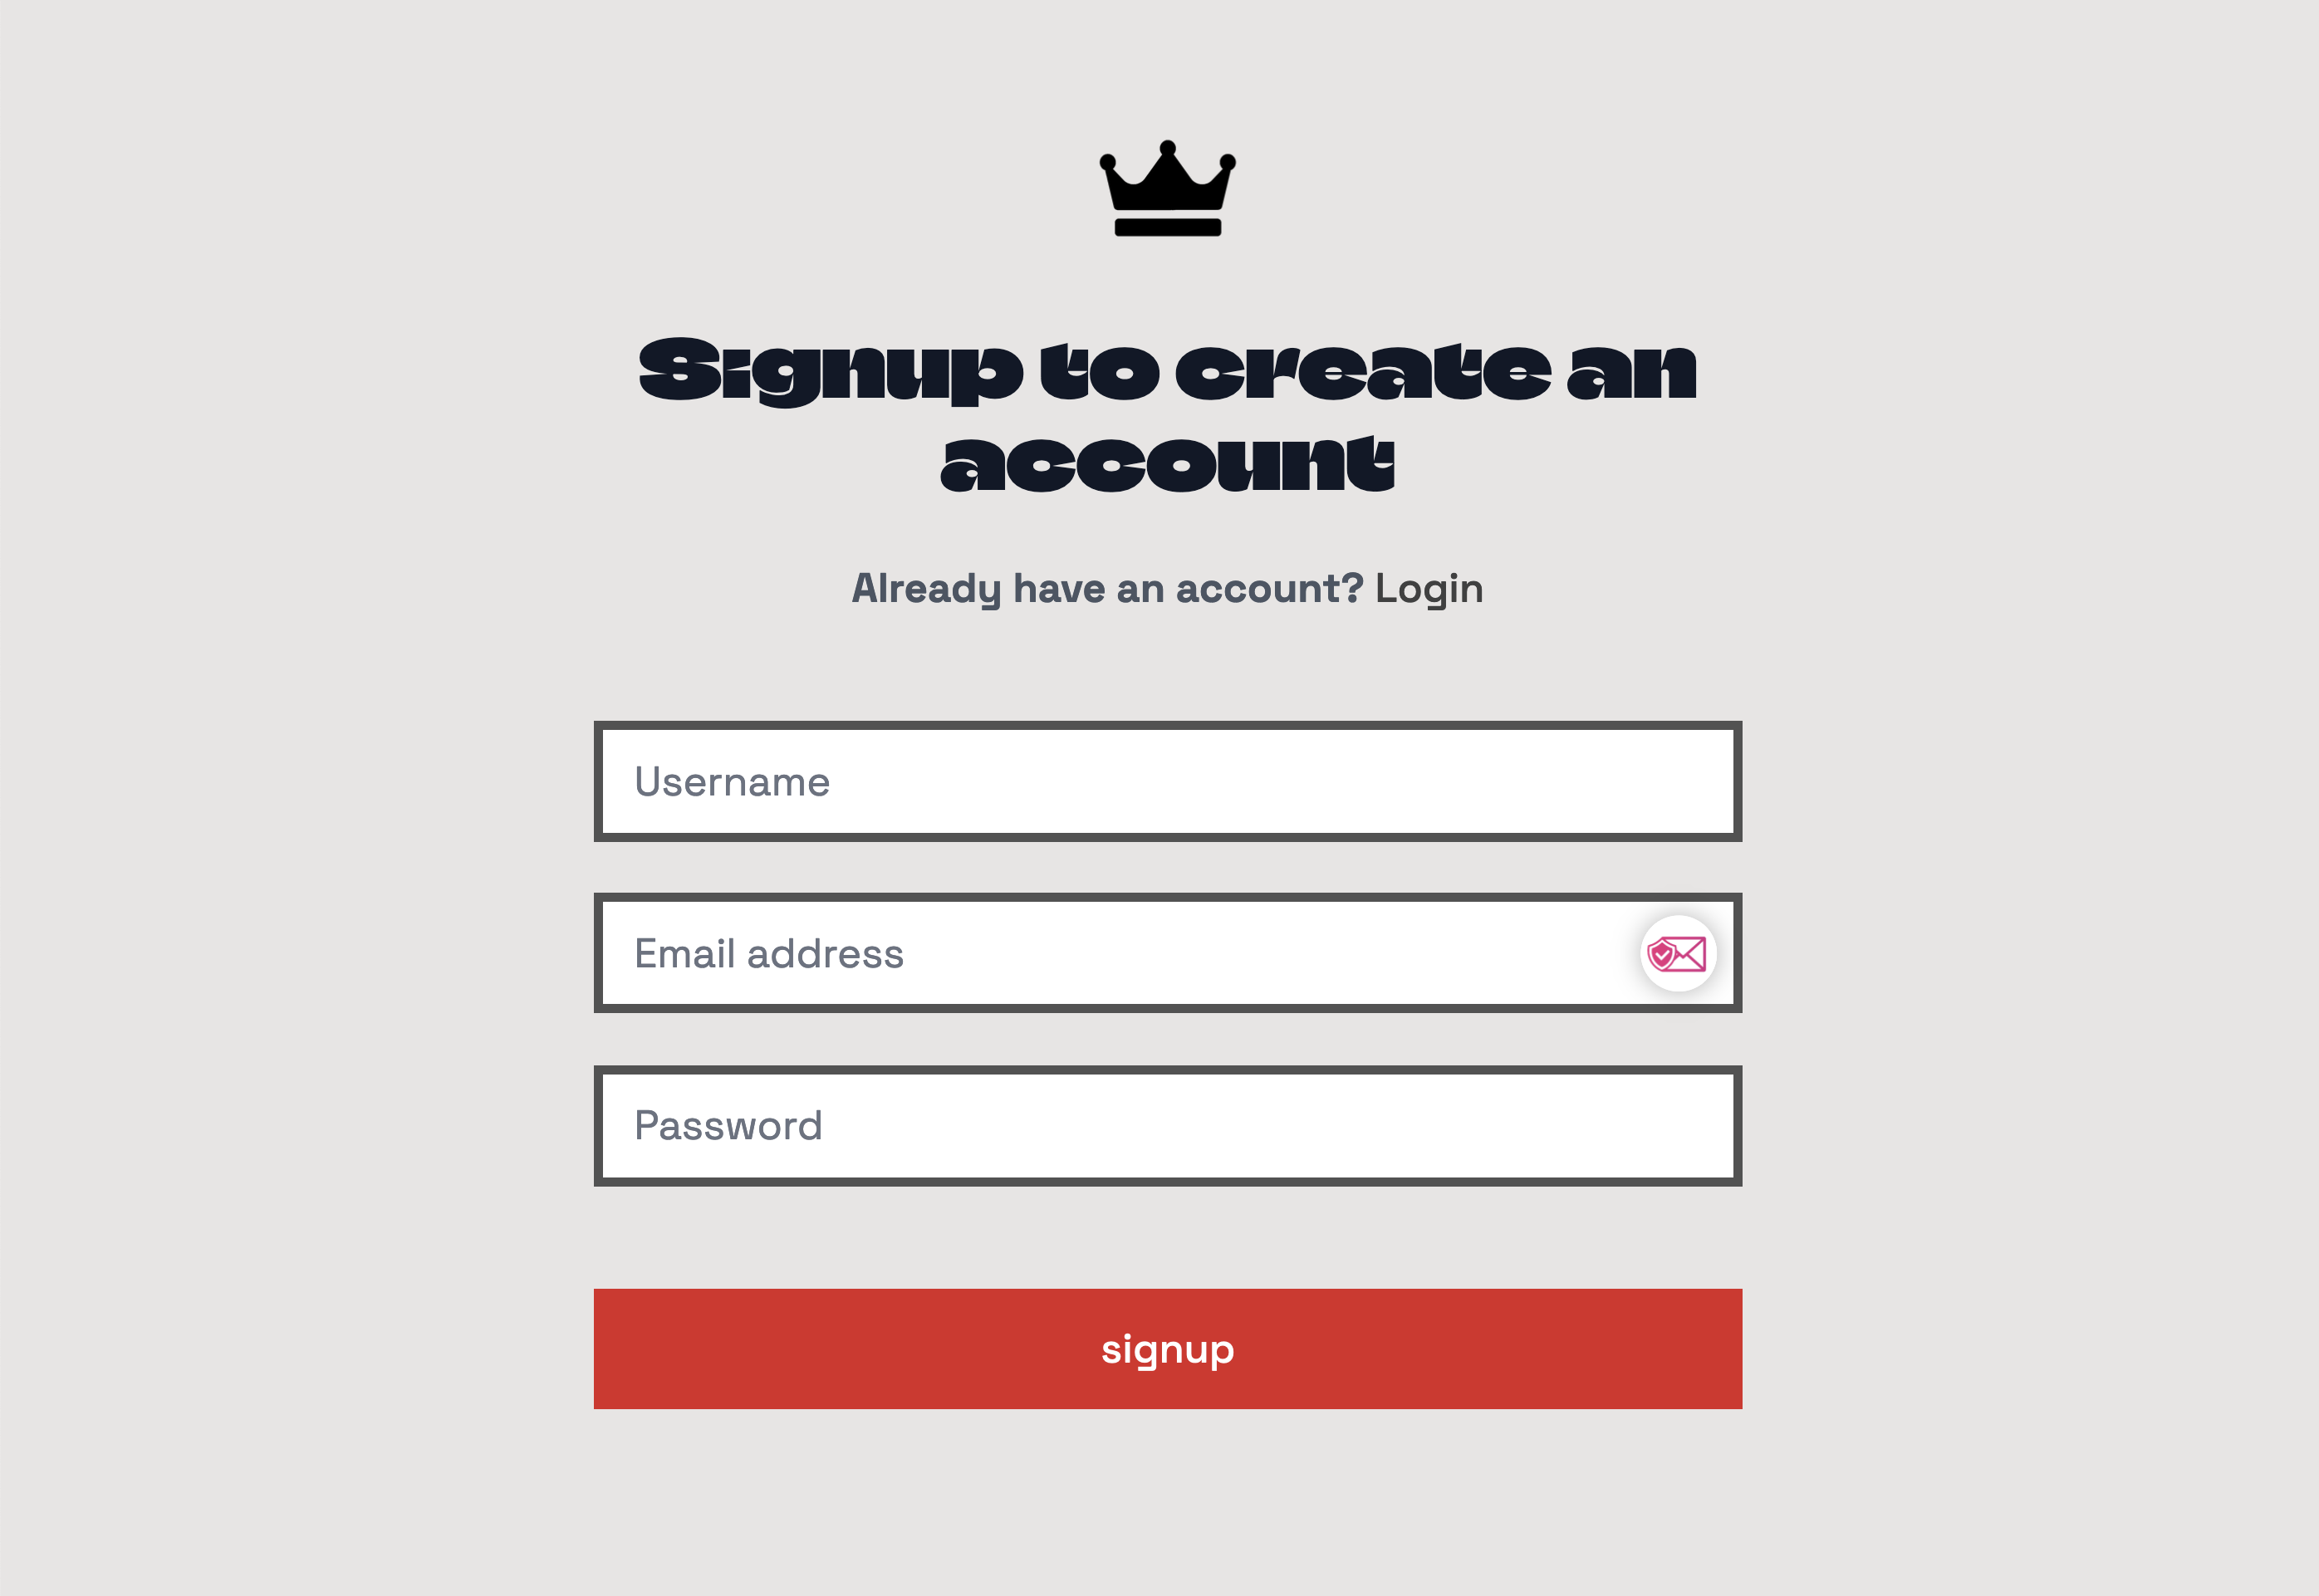 Signup to create an
account
Already have an account? Login
Username
Email address
Password
signup